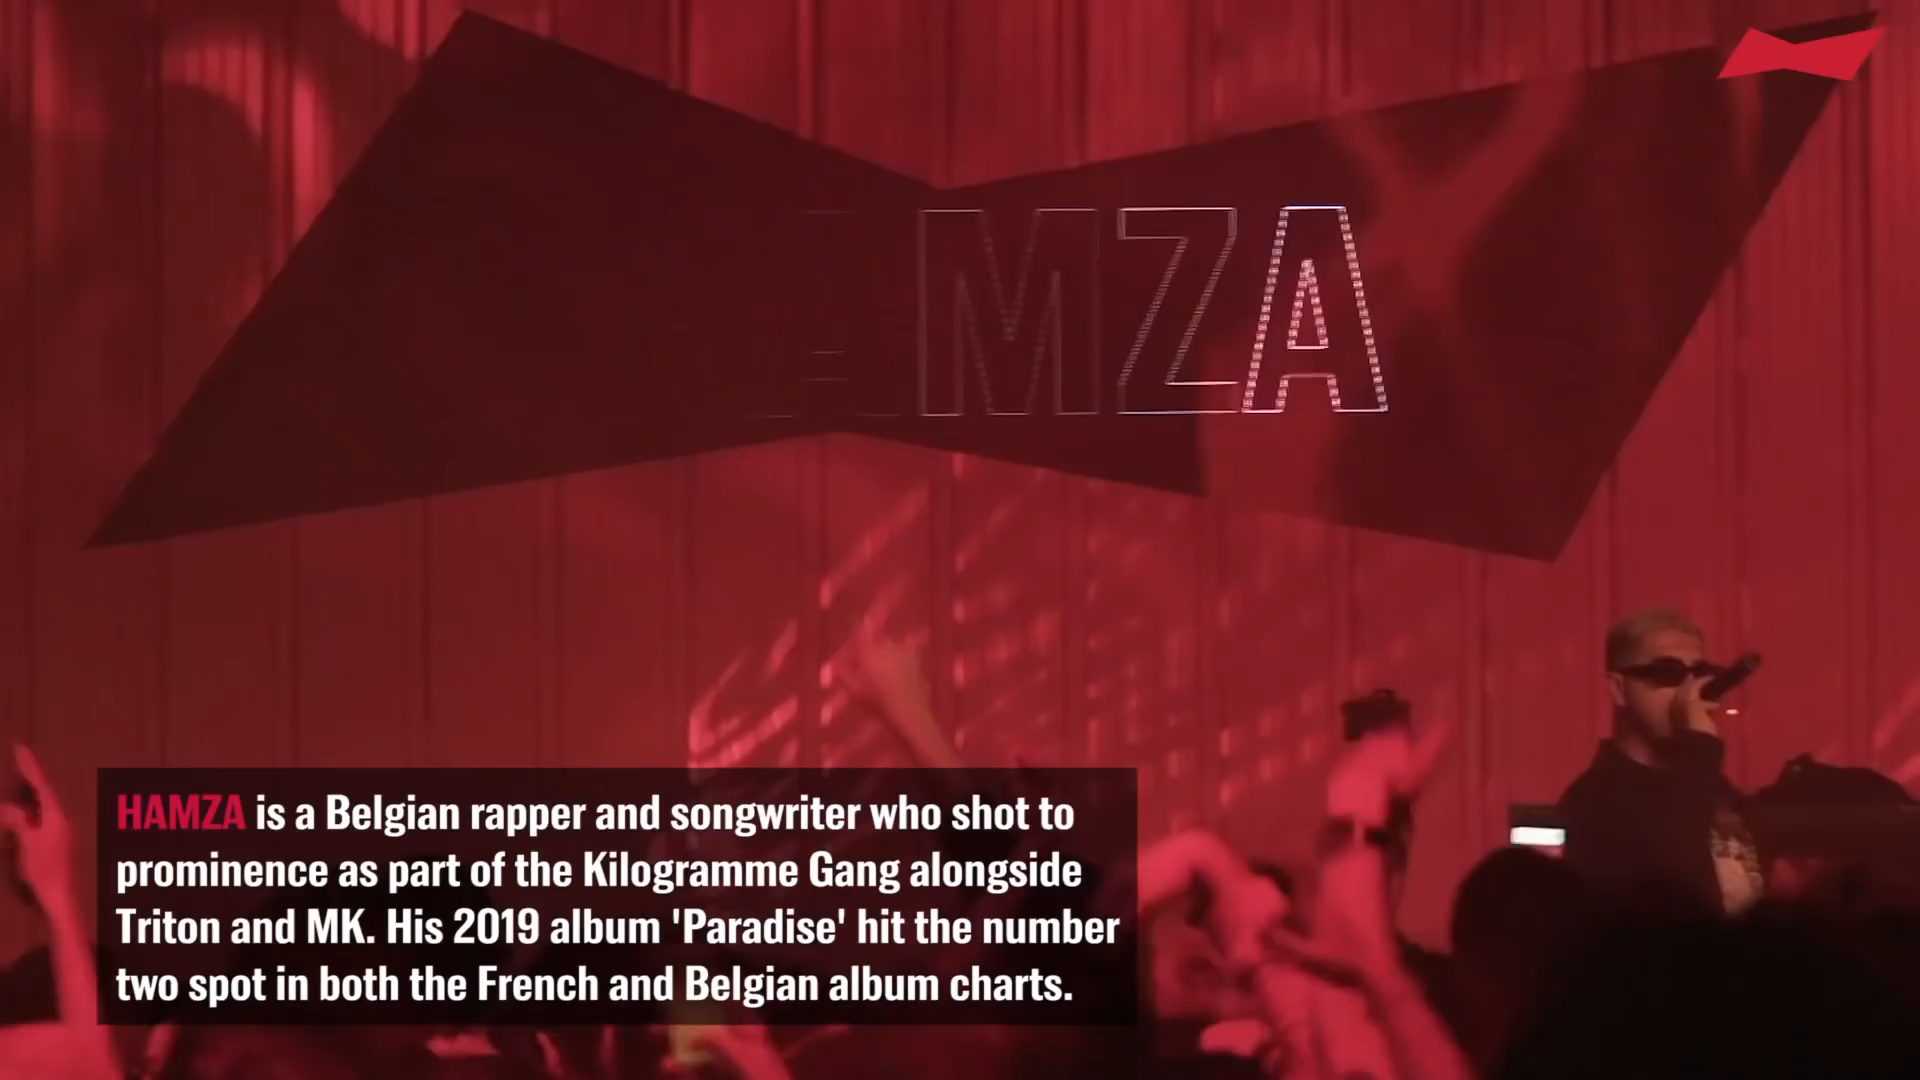 AMZA
HAMZA is a Belgian rapper and songwriter who shot to
prominence as part of the Kilogramme Gang alongside
Triton and MK. His 2019 album 'Paradise' hit the number
two spot in both the French and Belgian album charts.